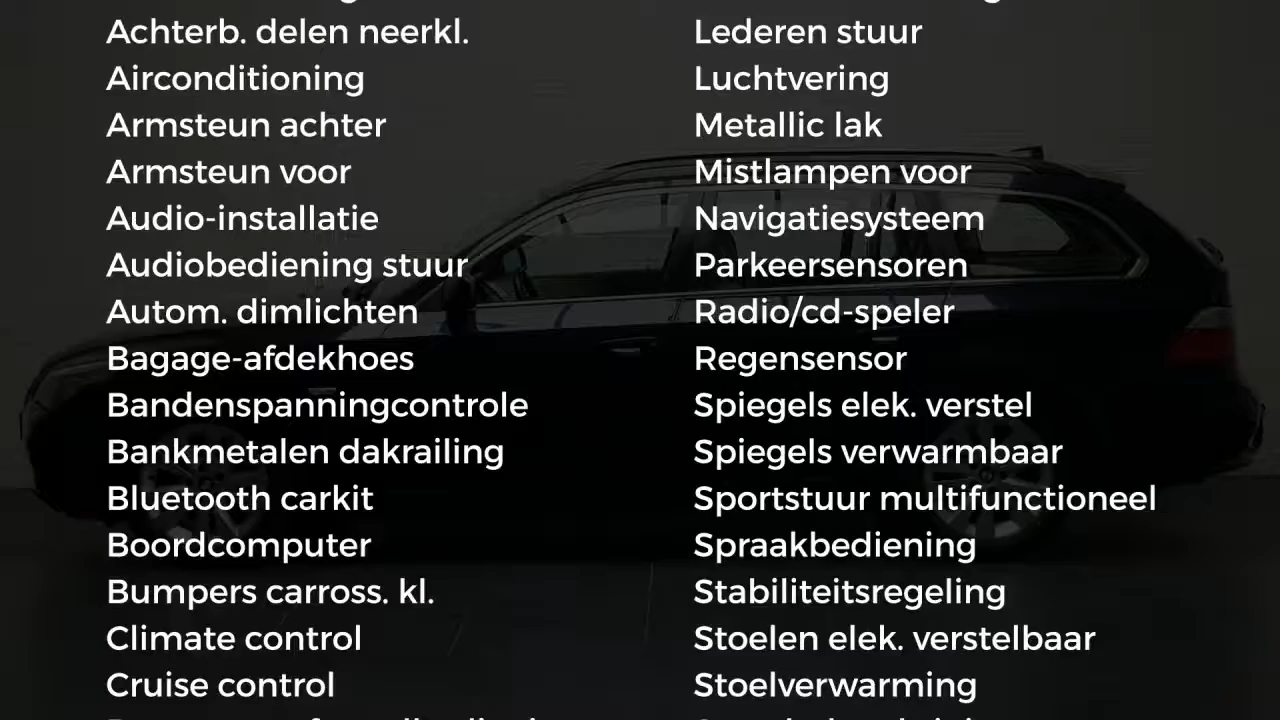 Achterb. delen neerkl.
Airconditioning
Armsteun achter
Armsteun voor
Audio-installatie
Audiobediening stuur
Autom. dimlichten
Bagage-afdekhoes
Bandenspanningcontrole
Bankmetalen dakrailing
Bluetooth carkit
Boordcomputer
Bumpers carross. kl.
Climate control
Cruise control
Lederen stuur
Luchtvering
Metallic lak
Mistlampen voor
Navigatiesysteem
Parkeersensoren
Radio/cd-speler
Regensensor
Spiegels elek. verstel
Spiegels verwarmbaar
Sportstuur multifunctioneel
Spraakbediening
Stabiliteitsregeling
Stoelen elek. verstelbaar
Stoelverwarming